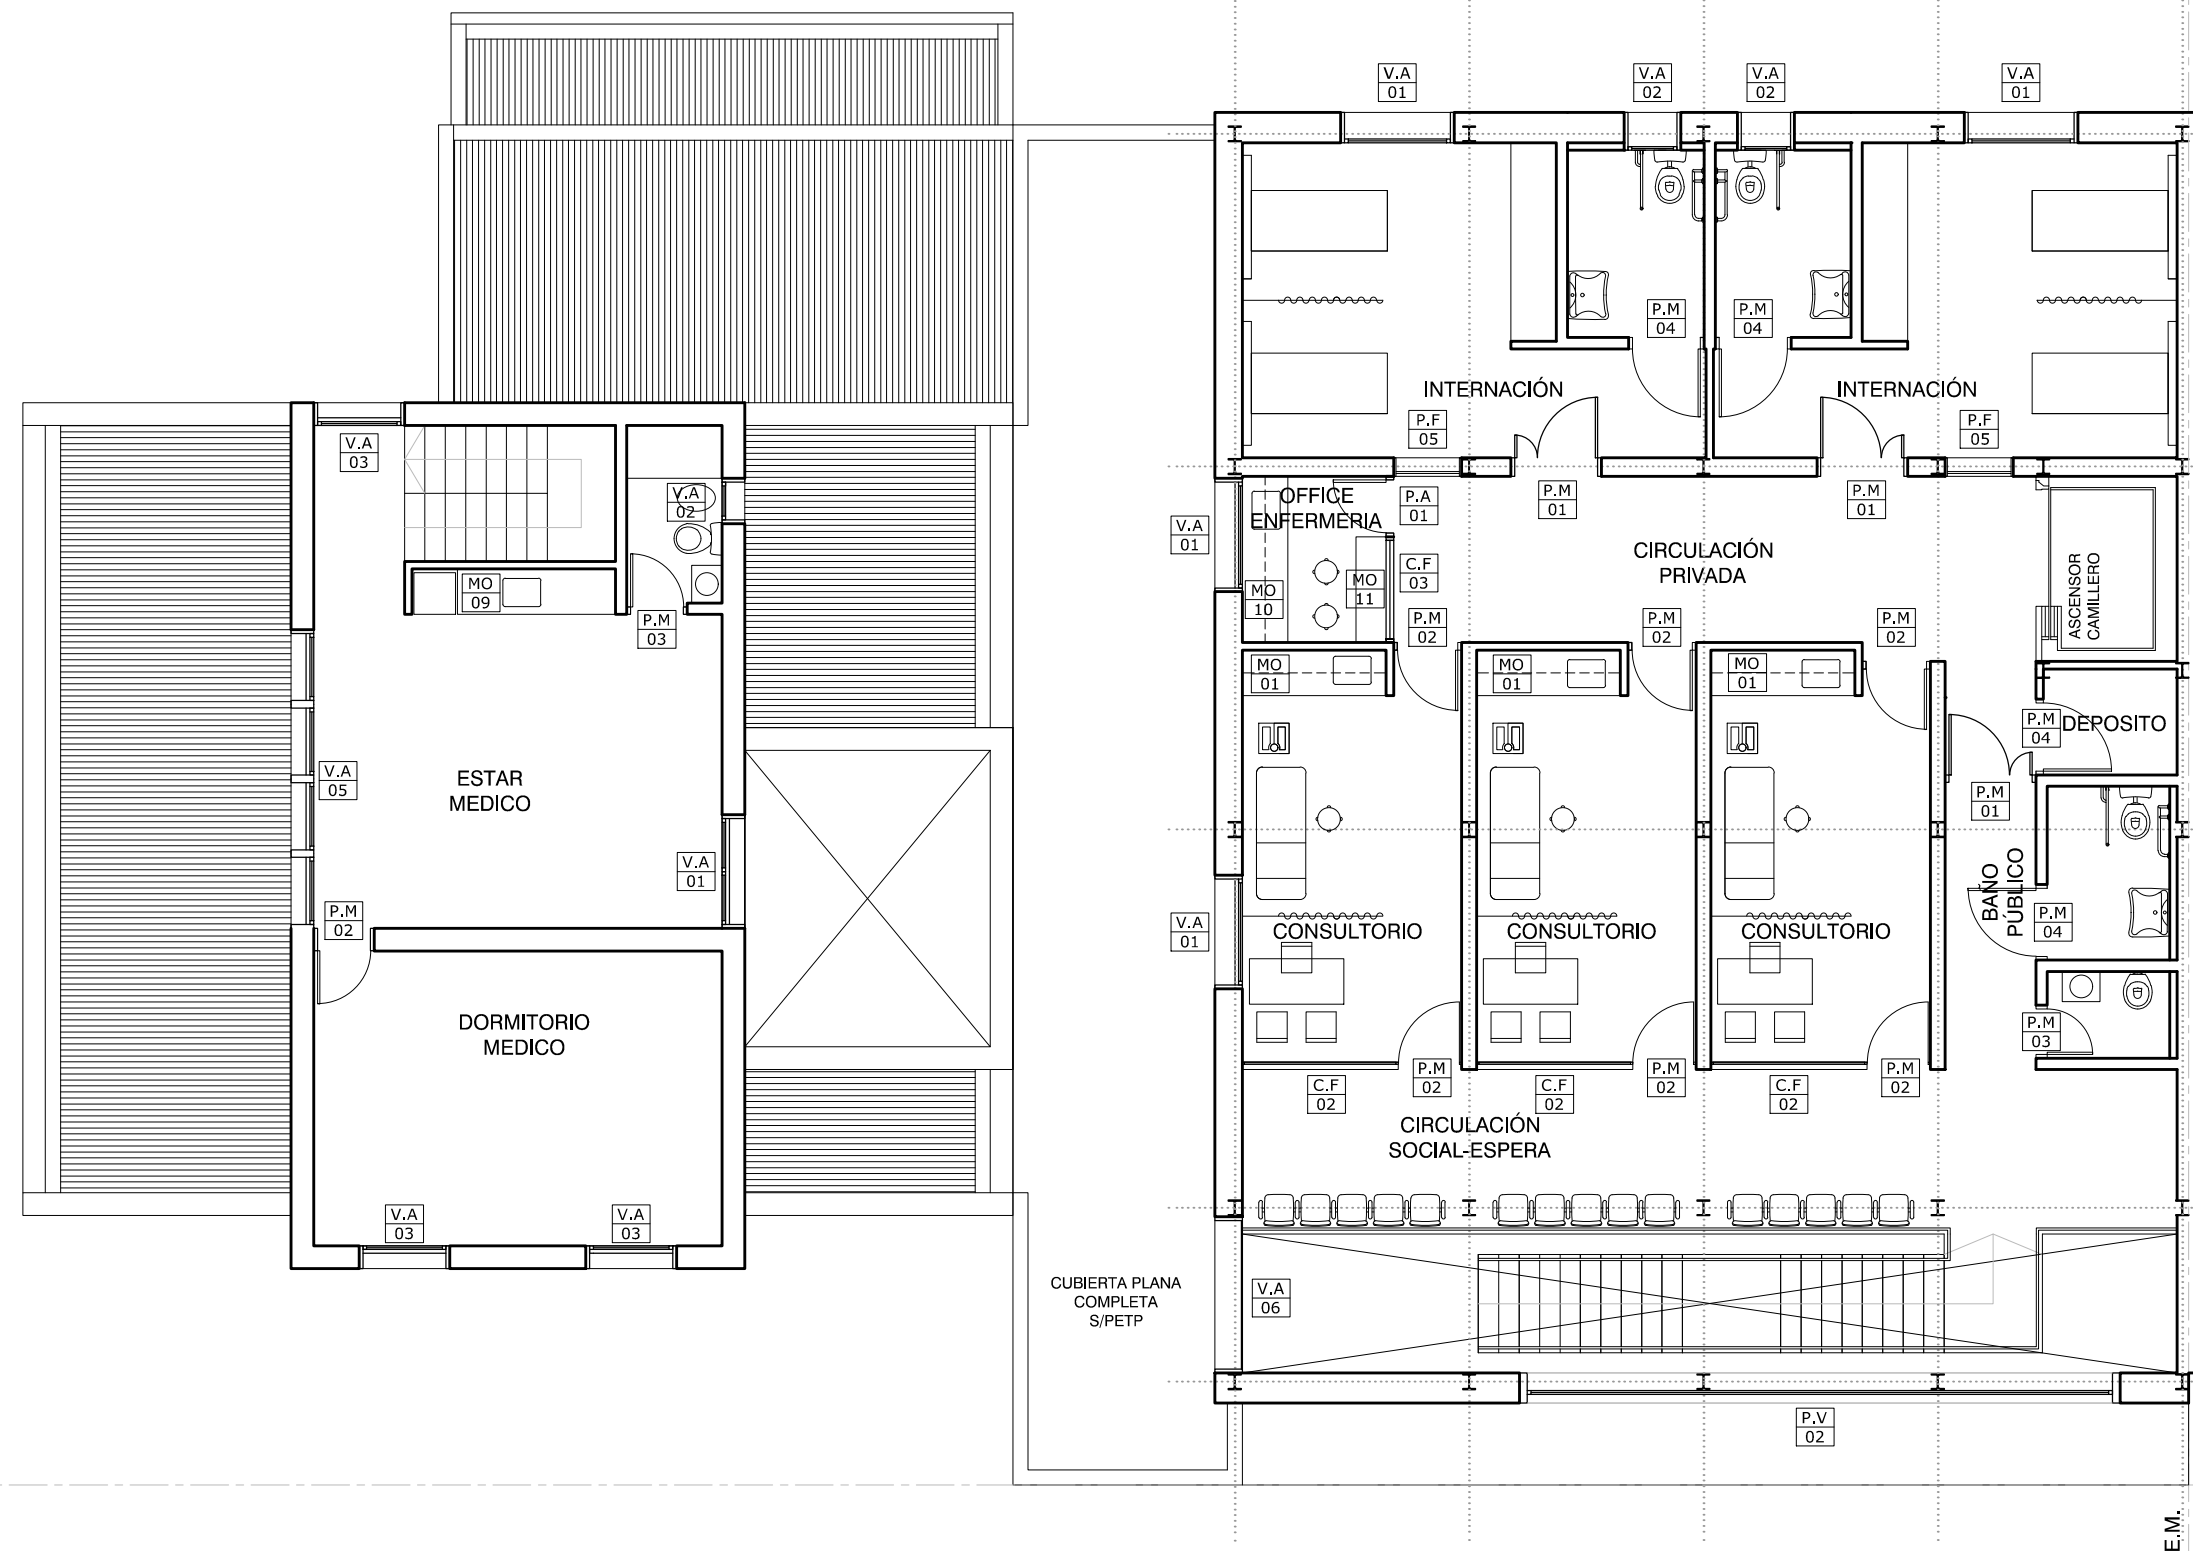 V.A
01
V.A
02
V.A
02
V.A
01
P.M
04
P.M
04
INTERNACIÓN
INTERNACIÓN
P.F
05
P.F
05
V.A
03
V.A
02
OFFICE
ENFERMERIA
P.A
01
P.M
01
P.M
01
V.A
01
CIRCULACIÓN
PRIVADA
C.F
03
MO
09
MO
10
MO
11
ASCENSOR
CAMILLERO
P.M
03
P.M
02
P.M
02
P.M
02
MO
01
MO
01
MO
01
P.M
04
DEPOSITO
ESTAR
MEDICO
V.A
05
P.M
01
V.A
01
BAÑO
PÚBLICO
P.M
02
V.A
01
P.M
04
CONSULTORIO
CONSULTORIO
CONSULTORIO
DORMITORIO
MEDICO
P.M
03
P.M
02
P.M
02
P.M
02
C.F
02
C.F
02
C.F
02
CIRCULACIÓN
SOCIAL-ESPERA
V.A
03
V.A
03
CUBIERTA PLANA
COMPLETA
S/PETP
V.A
06
P.V
02
E.M.